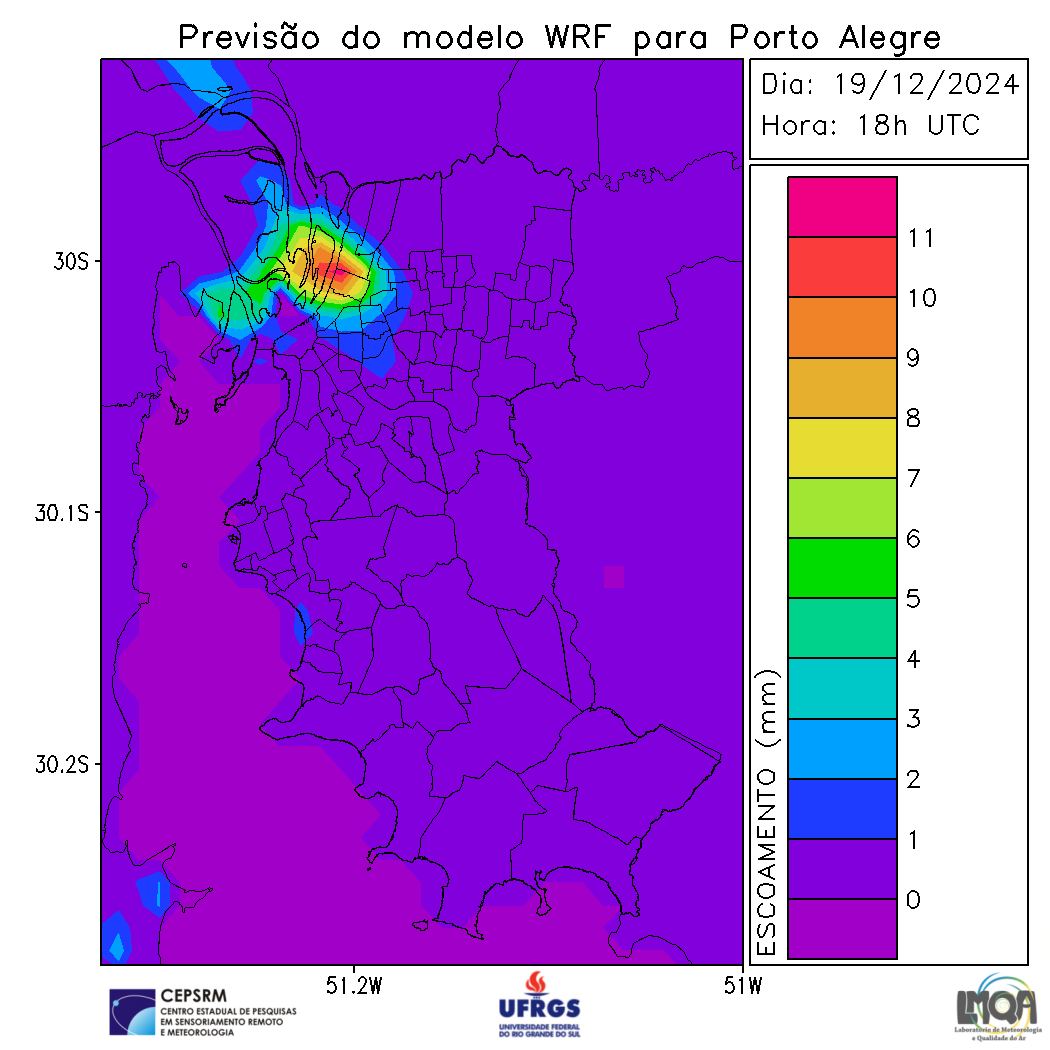 Previsão do modelo WRF para Porto Alegre
Dia: 19/12/2024
Hora: 18h UTC
30S
30.1S
30.2S
51.2W
51W
ESCOAMENTO (mm)
11
10
9
8
7
6
5
4
3
2
1
0
CEPSRM
CENTRO ESTADUAL DE PESQUISAS
EM SENSORIAMENTO REMOTO
E METEOROLOGIA
UFRGS
UNIVERSIDADE FEDERAL
DO RIO GRANDE DO SUL
LMQA
Laboratório de Meteorologia
e Qualidade do Ar